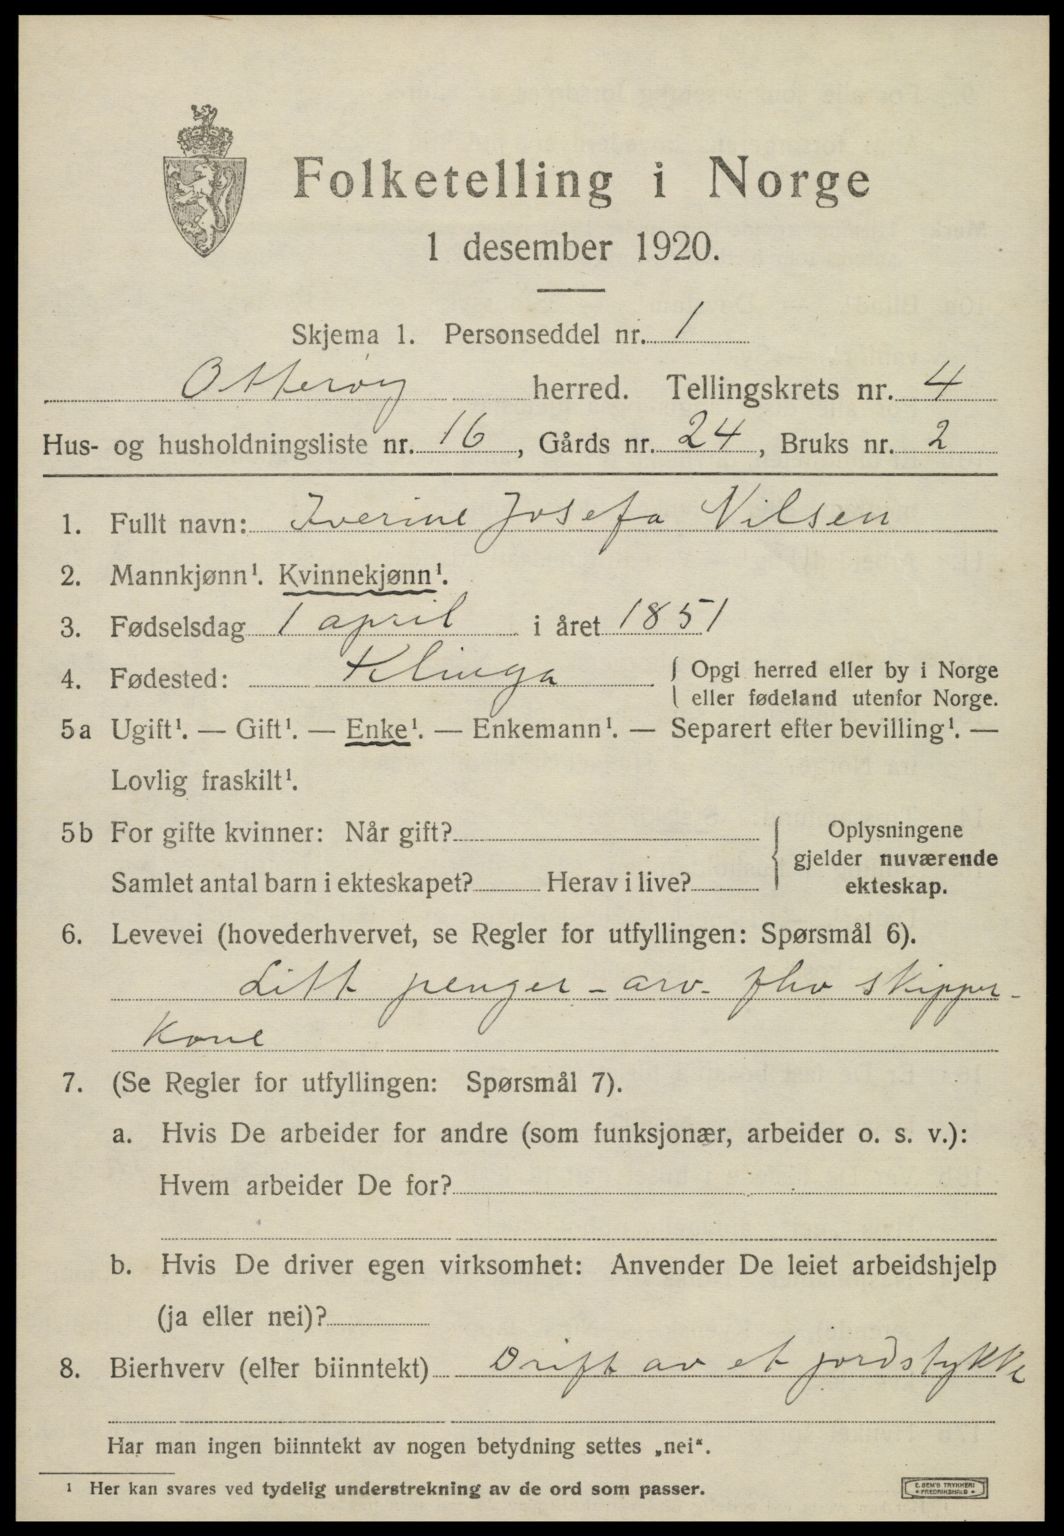 Folketelling i Norge
1 desember 1920.
Skjema 1. Personseddel nr. 1
Otterøy herred. Tellingskrets nr. 4
Hus- og husholdningsliste nr. 16, Gårds nr. 24, Bruks nr. 2
1. Fullt navn: Iverine Josefa Nilsen
2. Mannkjønn¹. Kvinnekjønn¹.
3. Fødselsdag 1 april i året 1851
4. Fødested: Klinga { Opgi herred eller by i Norge
eller fødeland utenfor Norge.
5a Ugift¹. — Gift¹. — Enke¹. — Enkemann¹. — Separert efter bevilling¹. —
Lovlig fraskilt¹.
5b For gifte kvinner: Når gift? { Oplysningene
gjelder nuværende
Samlet antal barn i ekteskapet? Herav i live? ekteskap.
6. Levevei (hovederhvervet, se Regler for utfyllingen: Spørsmål 6).
Litt penger - arv - fhv skipper-
kone
7. (Se Regler for utfyllingen: Spørsmål 7).
a. Hvis De arbeider for andre (som funksjonær, arbeider o. s. v.):
Hvem arbeider De for?
b. Hvis De driver egen virksomhet: Anvender De leiet arbeidshjelp
(ja eller nei)?
8. Bierhverv (eller biinntekt) Drift av et jordstykke
Har man ingen biinntekt av nogen betydning settes „nei“.
¹ Her kan svares ved tydelig understrekning av de ord som passer.
E. SEM'S TRYKKERI
FREDRIKSHALD